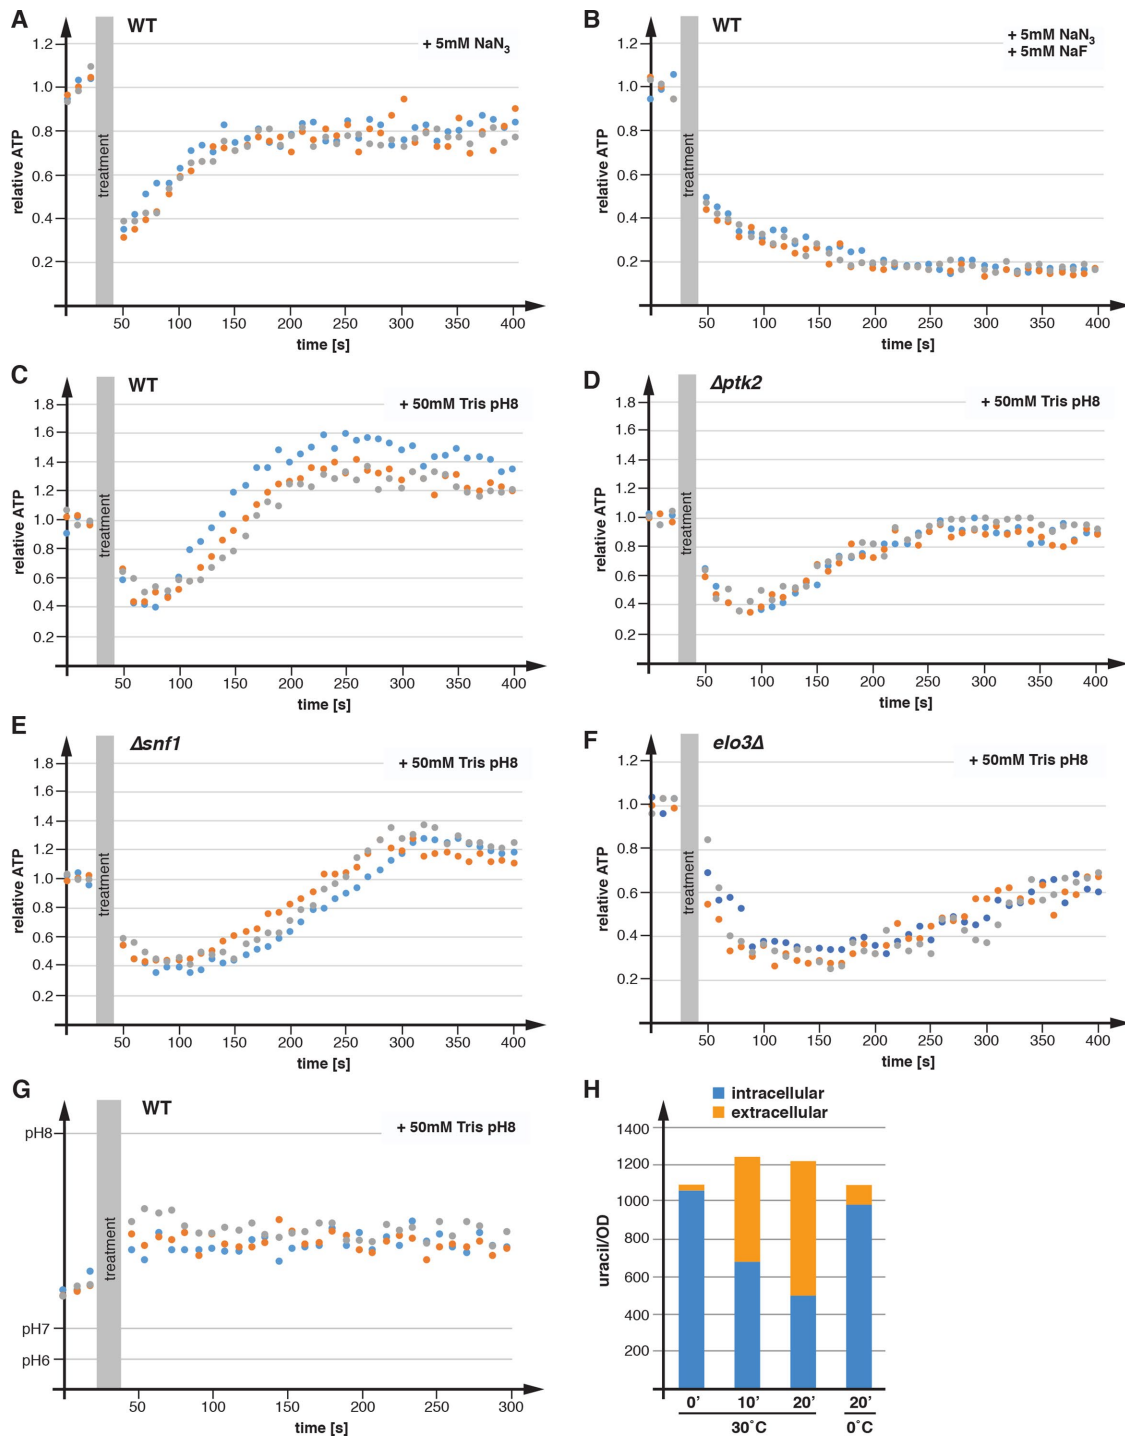 A
WT
+ 5mM NaN3
1.2
1.0
0.8
0.6
0.4
0.2
relative ATP
treatment
50 100 150 200 250 300 350 400
time [s]
B
WT
+ 5mM NaN3
+ 5mM NaF
1.2
1.0
0.8
0.6
0.4
0.2
relative ATP
treatment
50 100 150 200 250 300 350 400
time [s]
C
WT
+ 50mM Tris pH8
1.8
1.6
1.4
1.2
1.0
0.8
0.6
0.4
0.2
relative ATP
treatment
50 100 150 200 250 300 350 400
time [s]
D
Δptk2
+ 50mM Tris pH8
1.8
1.6
1.4
1.2
1.0
0.8
0.6
0.4
0.2
relative ATP
treatment
50 100 150 200 250 300 350 400
time [s]
E
Δsnf1
+ 50mM Tris pH8
1.8
1.6
1.4
1.2
1.0
0.8
0.6
0.4
0.2
relative ATP
treatment
50 100 150 200 250 300 350 400
time [s]
F
elo3Δ
+ 50mM Tris pH8
1.2
1.0
0.8
0.6
0.4
0.2
relative ATP
treatment
50 100 150 200 250 300 350 400
time [s]
G
WT
+ 50mM Tris pH8
pH8
pH7
pH6
treatment
50 100 150 200 250 300
time [s]
H
intracellular
extracellular
1400
1200
1000
800
600
400
200
uracil/OD
0’ 10’ 20’ 20’
30˚C 0˚C